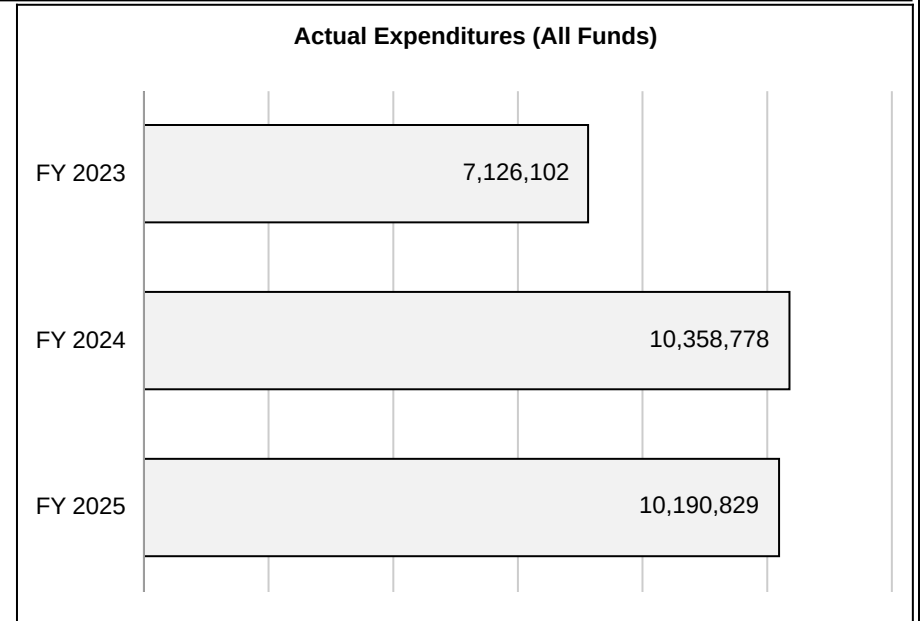 Actual Expenditures (All Funds)
FY 2023 7,126,102
FY 2024 10,358,778
FY 2025 10,190,829